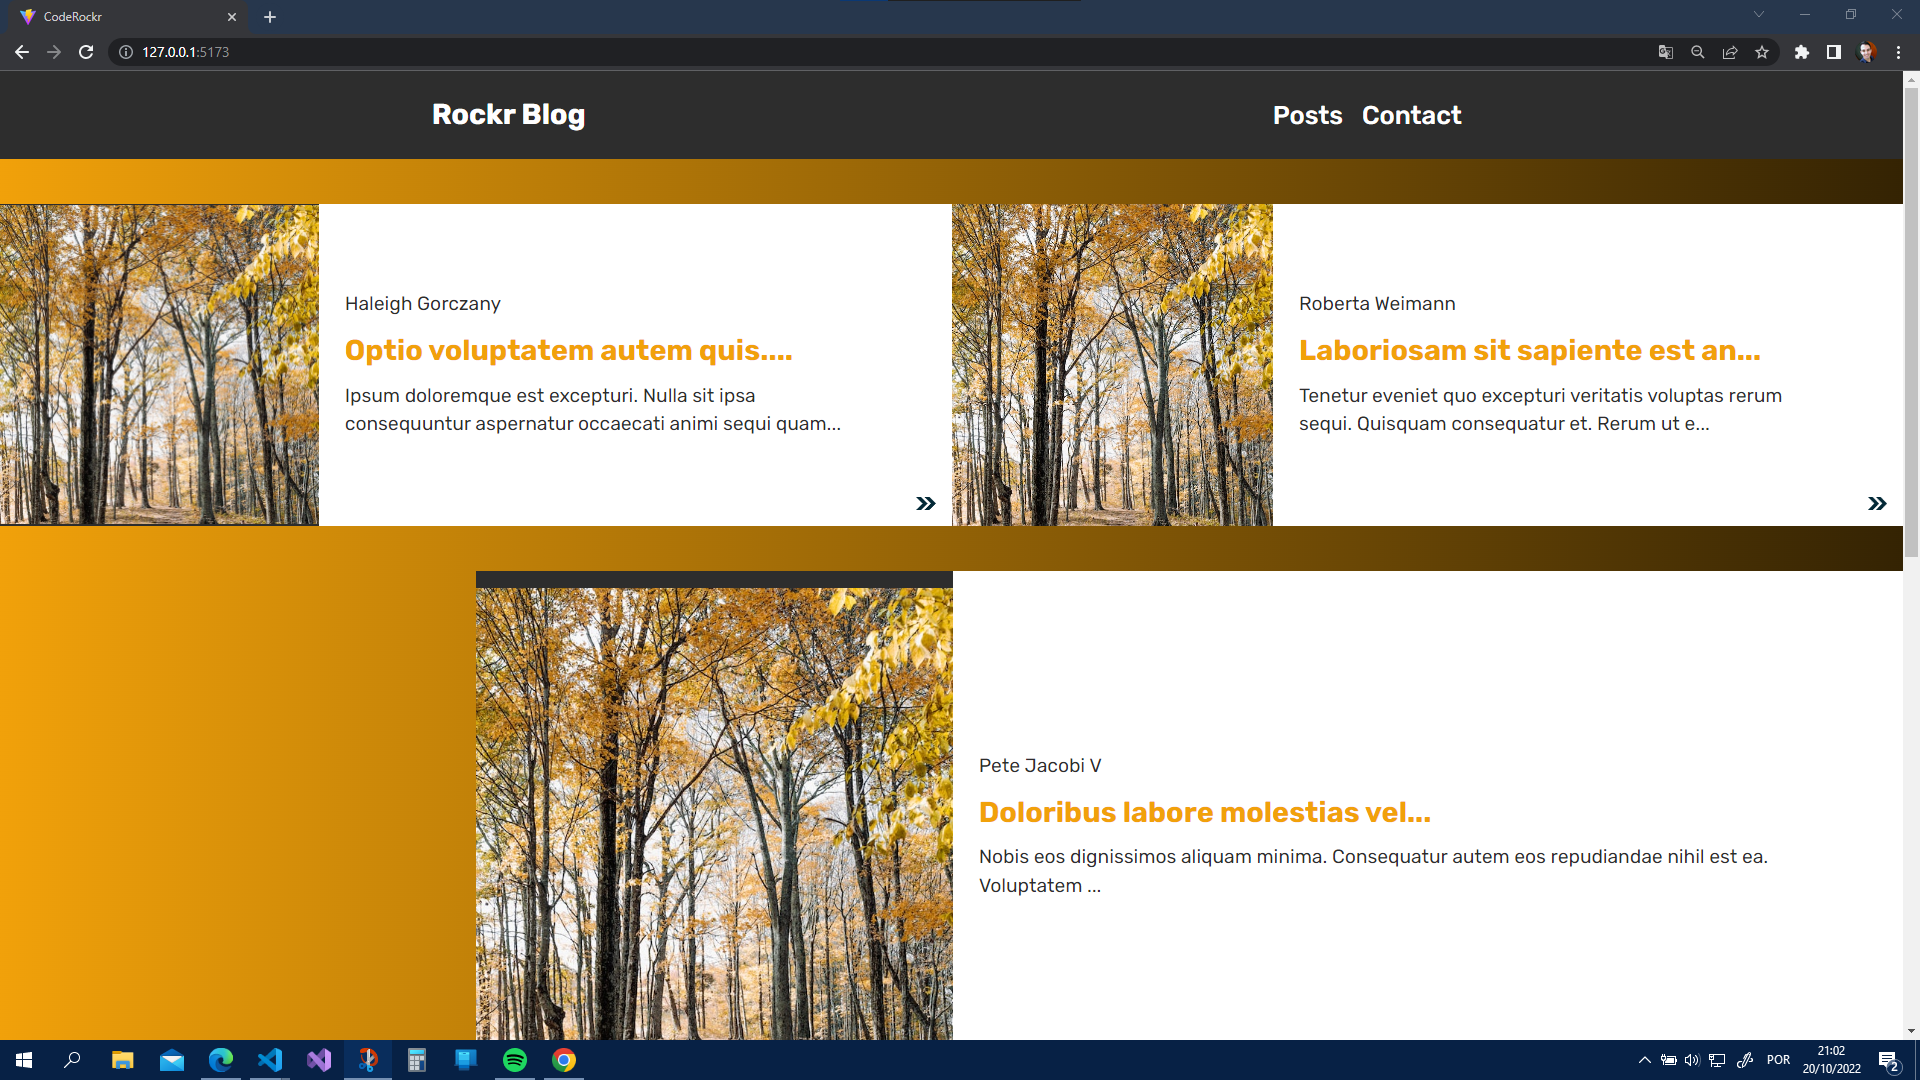 CodeRockr
127.0.0.1:5173
Rockr Blog
Posts Contact
Haleigh Gorczany
Optio voluptatem autem quis....
Ipsum doloremque est excepturi. Nulla sit ipsa
consequuntur aspernatur occaecati animi sequi quam...
Roberta Weimann
Laboriosam sit sapiente est an...
Tenetur eveniet quo excepturi veritatis voluptas rerum
sequi. Quisquam consequatur et. Rerum ut e...
Pete Jacobi V
Doloribus labore molestias vel...
Nobis eos dignissimos aliquam minima. Consequatur autem eos repudiandae nihil est ea.
Voluptatem ...
POR
21:02
20/10/2022
2